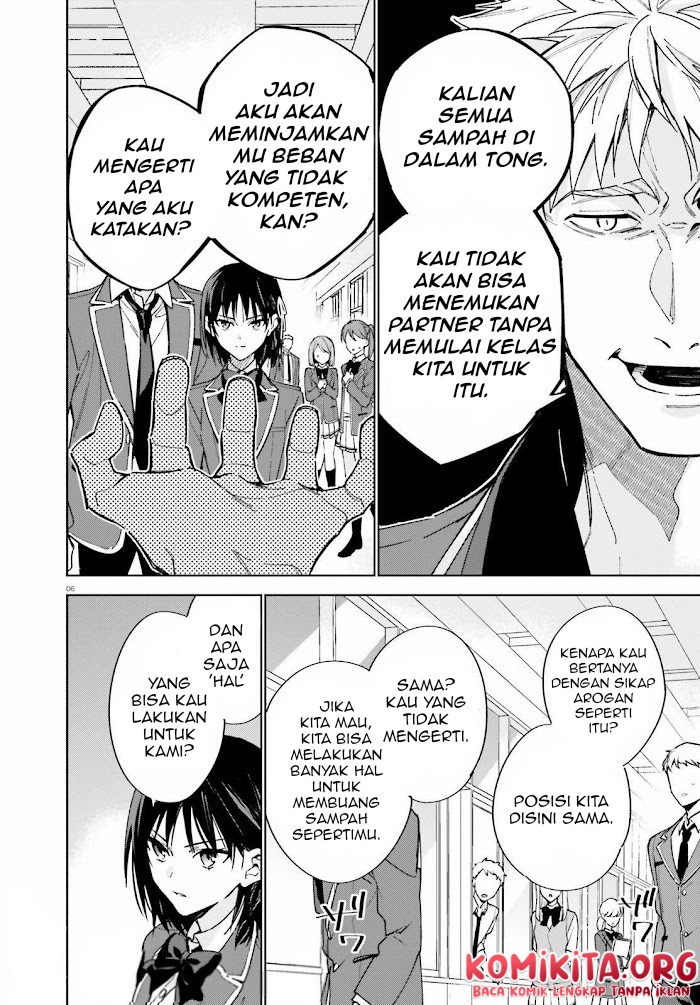 KALIAN
SEMUA
SAMPAH DI
DALAM TONG.
KAU TIDAK
AKAN BISA
MENEMUKAN
PARTNER TANPA
MEMULAI KELAS
KITA UNTUK
ITU.
JADI
AKU AKAN
MEMINJAMKAN
MU BEBAN
YANG TIDAK
KOMPETEN,
KAN?
KAU
MENGERTI
APA
YANG AKU
KATAKAN?
06
KENAPA KAU
BERTANYA
DENGAN SIKAP
AROGAN
SEPERTI
ITU?
POSISI KITA
DISINI SAMA.
SAMA?
KAU YANG
TIDAK
MENGERTI.
JIKA
KITA MAU,
KITA BISA
MELAKUKAN
BANYAK HAL
UNTUK
MEMBUANG
SAMPAH
SEPERTIMU.
DAN
APA
SAJA
'HAL'
YANG
BISA KAU
LAKUKAN
UNTUK
KAMI?
ザワ
ザワ
KOMIKITA.ORG
BACA KOMIK LENGKAP TANPA IKLAN